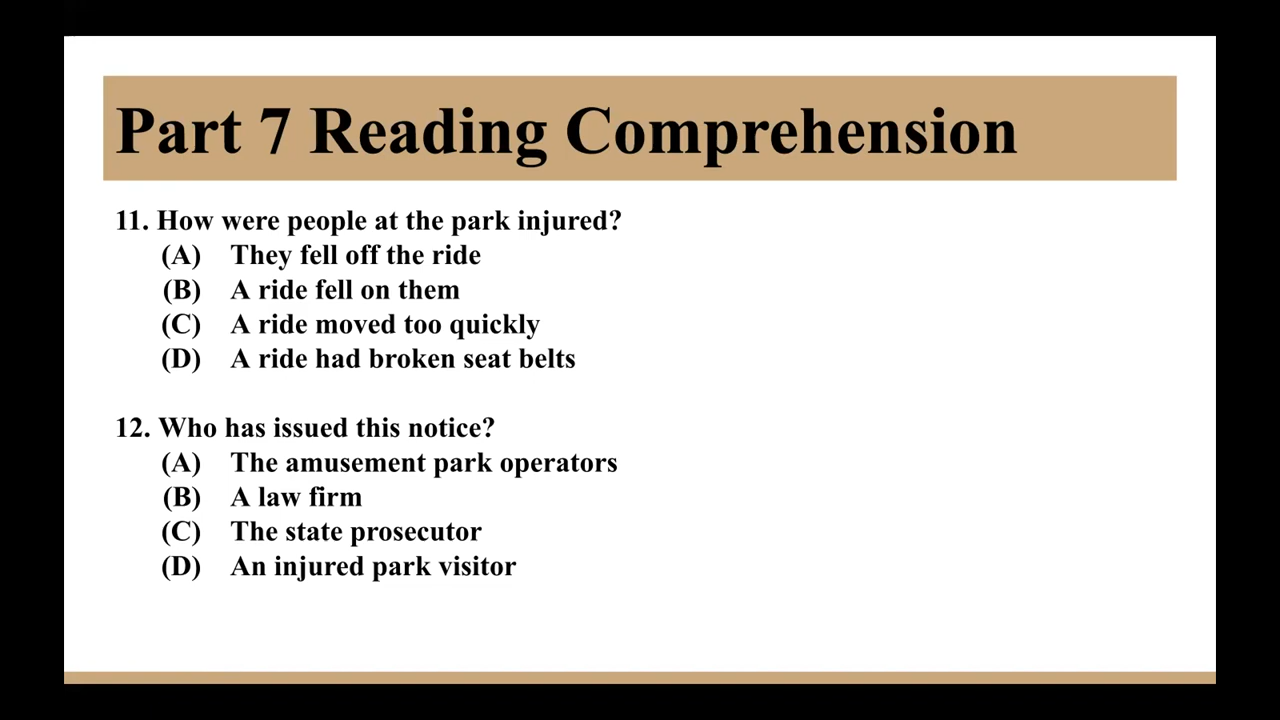 Part 7 Reading Comprehension
11. How were people at the park injured?
(A) They fell off the ride
(B) A ride fell on them
(C) A ride moved too quickly
(D) A ride had broken seat belts
12. Who has issued this notice?
(A) The amusement park operators
(B) A law firm
(C) The state prosecutor
(D) An injured park visitor